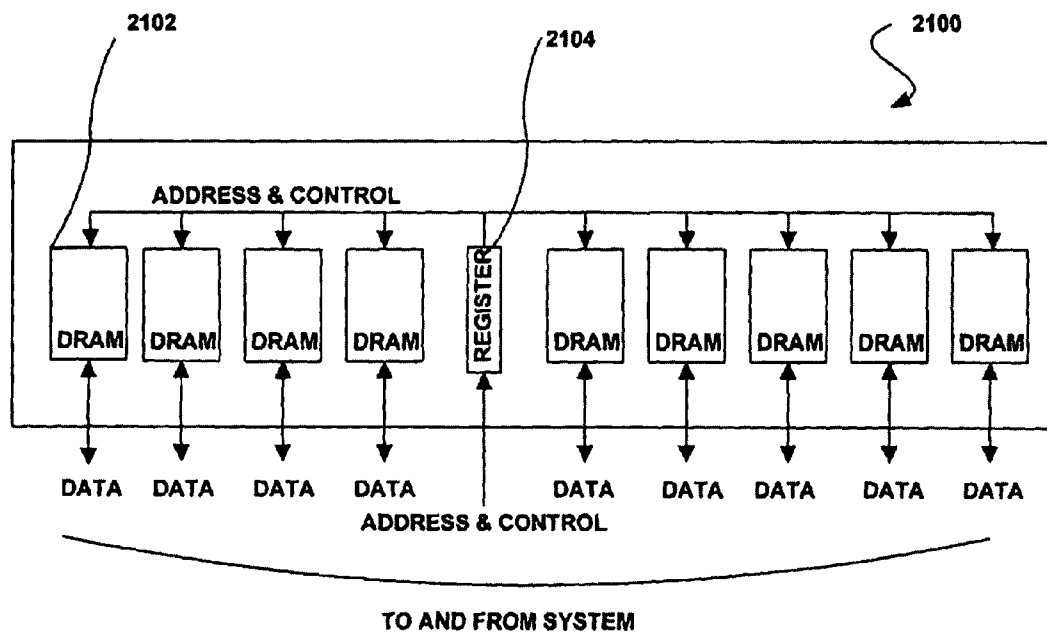 2102
2104
2100
ADDRESS & CONTROL
DRAM DRAM DRAM DRAM REGISTER DRAM DRAM DRAM DRAM DRAM
DATA DATA DATA DATA DATA DATA DATA DATA DATA
ADDRESS & CONTROL
TO AND FROM SYSTEM